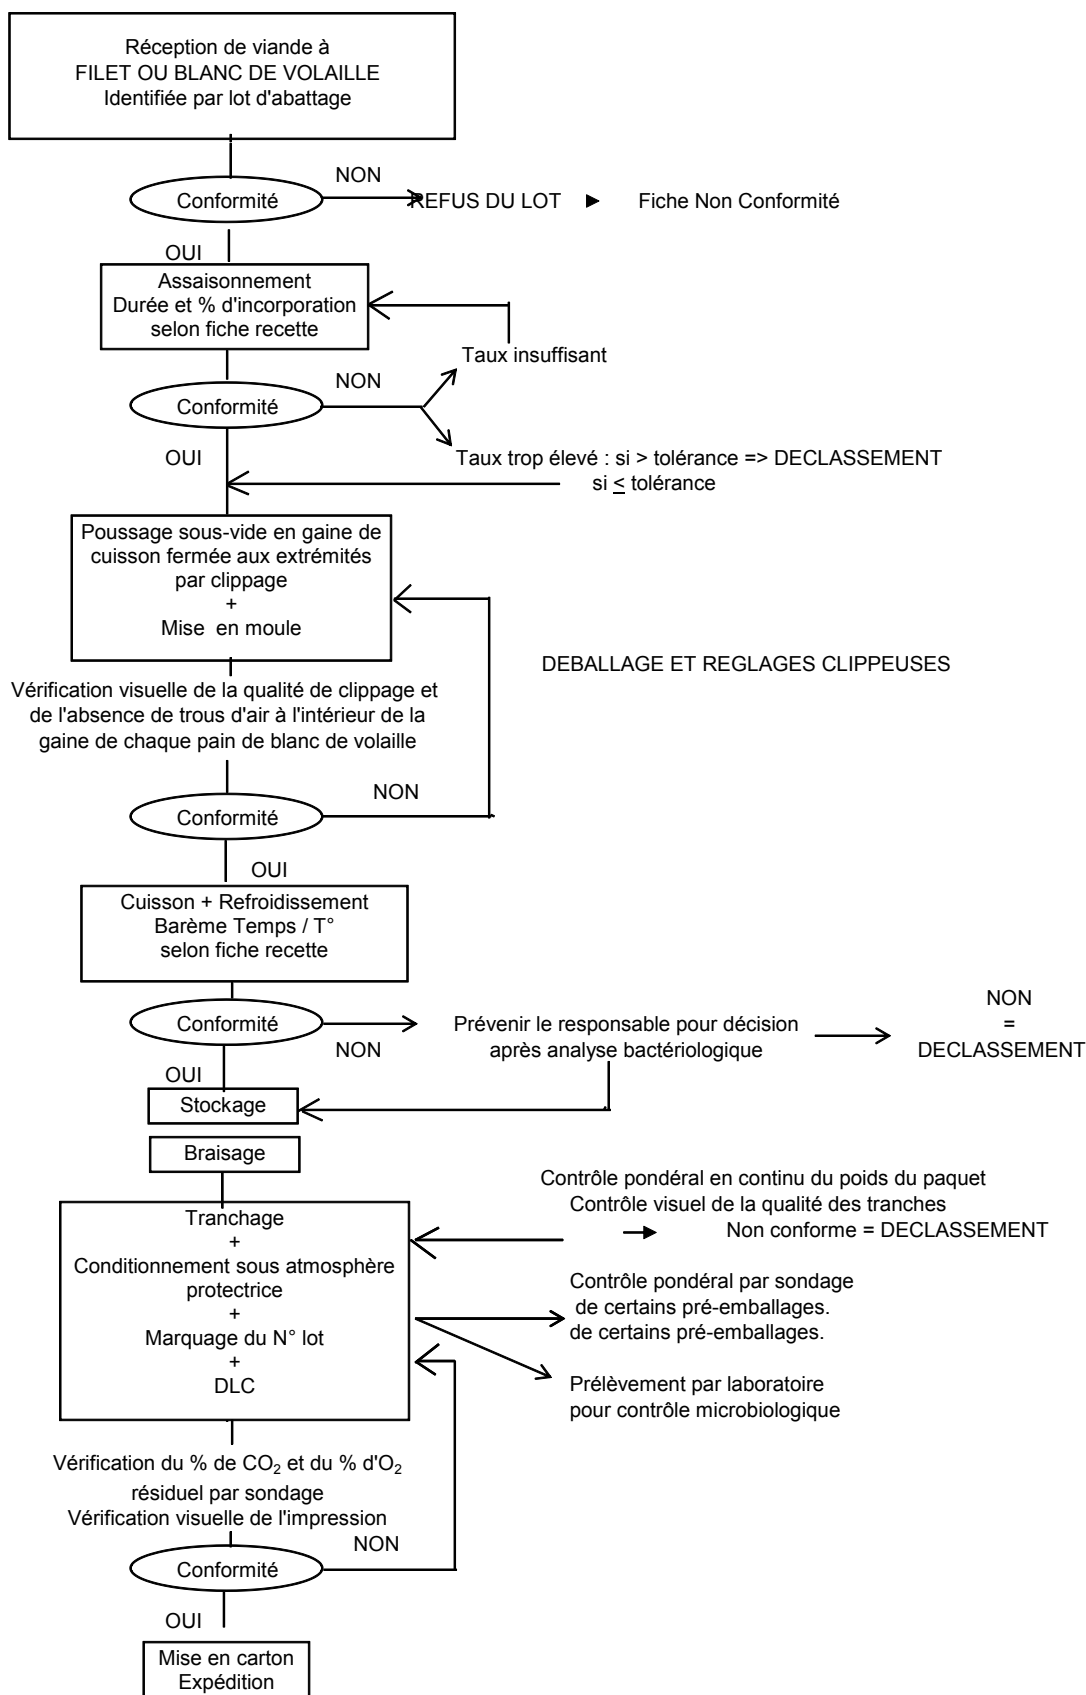 Réception de viande à
FILET OU BLANC DE VOLAILLE
Identifiée par lot d'abattage
NON
Conformité
REFUS DU LOT ► Fiche Non Conformité
OUI
Assaisonnement
Durée et % d'incorporation
selon fiche recette
Taux insuffisant
NON
Conformité
OUI
Taux trop élevé : si > tolérance => DECLASSEMENT
si ≤ tolérance
Poussage sous-vide en gaine de
cuisson fermée aux extrémités
par clippage
+
Mise en moule
DEBALLAGE ET REGLAGES CLIPPEUSES
Vérification visuelle de la qualité de clippage et
de l'absence de trous d'air à l'intérieur de la
gaine de chaque pain de blanc de volaille
NON
Conformité
OUI
Cuisson + Refroidissement
Barème Temps / T°
selon fiche recette
Conformité
NON
Prévenir le responsable pour décision
après analyse bactériologique
NON
=
DECLASSEMENT
OUI
Stockage
Braisage
Contrôle pondéral en continu du poids du paquet
Contrôle visuel de la qualité des tranches
Non conforme = DECLASSEMENT
Tranchage
+
Conditionnement sous atmosphère
protectrice
+
Marquage du N° lot
+
DLC
Contrôle pondéral par sondage
de certains pré-emballages.
de certains pré-emballages.
Prélèvement par laboratoire
pour contrôle microbiologique
Vérification du % de CO₂ et du % d'O₂
résiduel par sondage
Vérification visuelle de l'impression
NON
Conformité
OUI
Mise en carton
Expédition